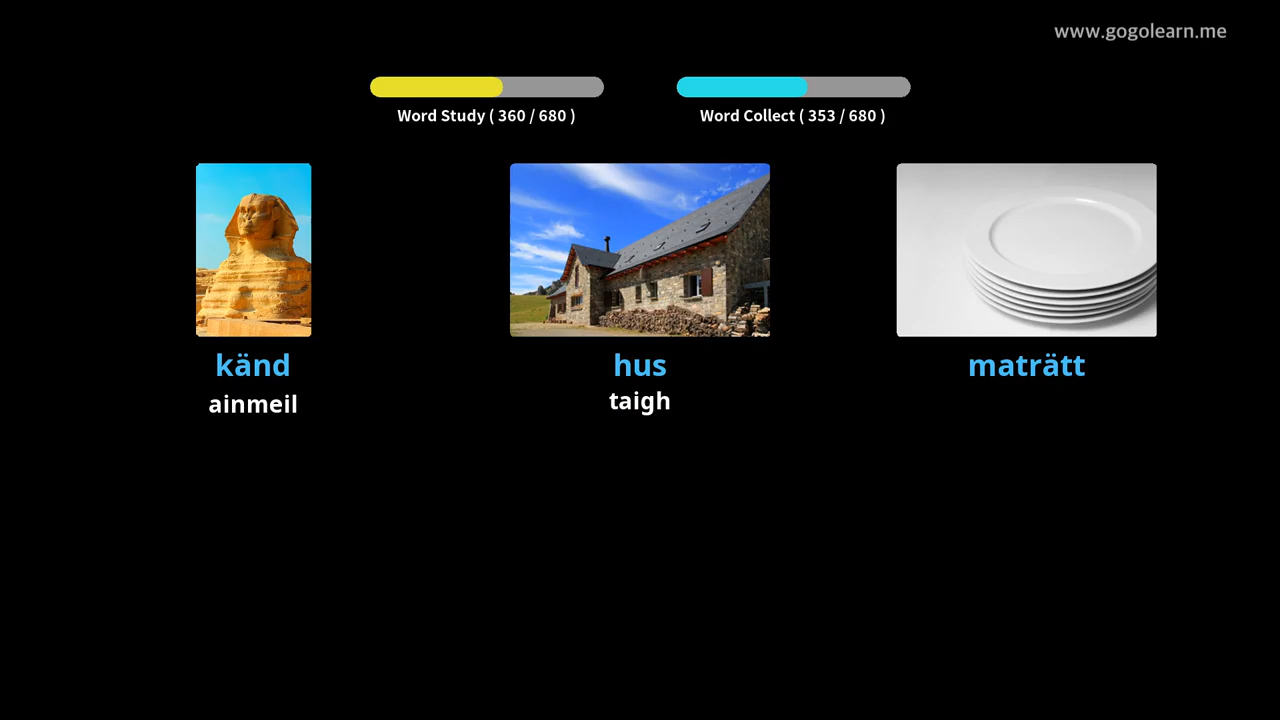 www.gogolearn.me
Word Study ( 360 / 680 )
Word Collect ( 353 / 680 )
känd
hus
maträtt
ainmeil
taigh